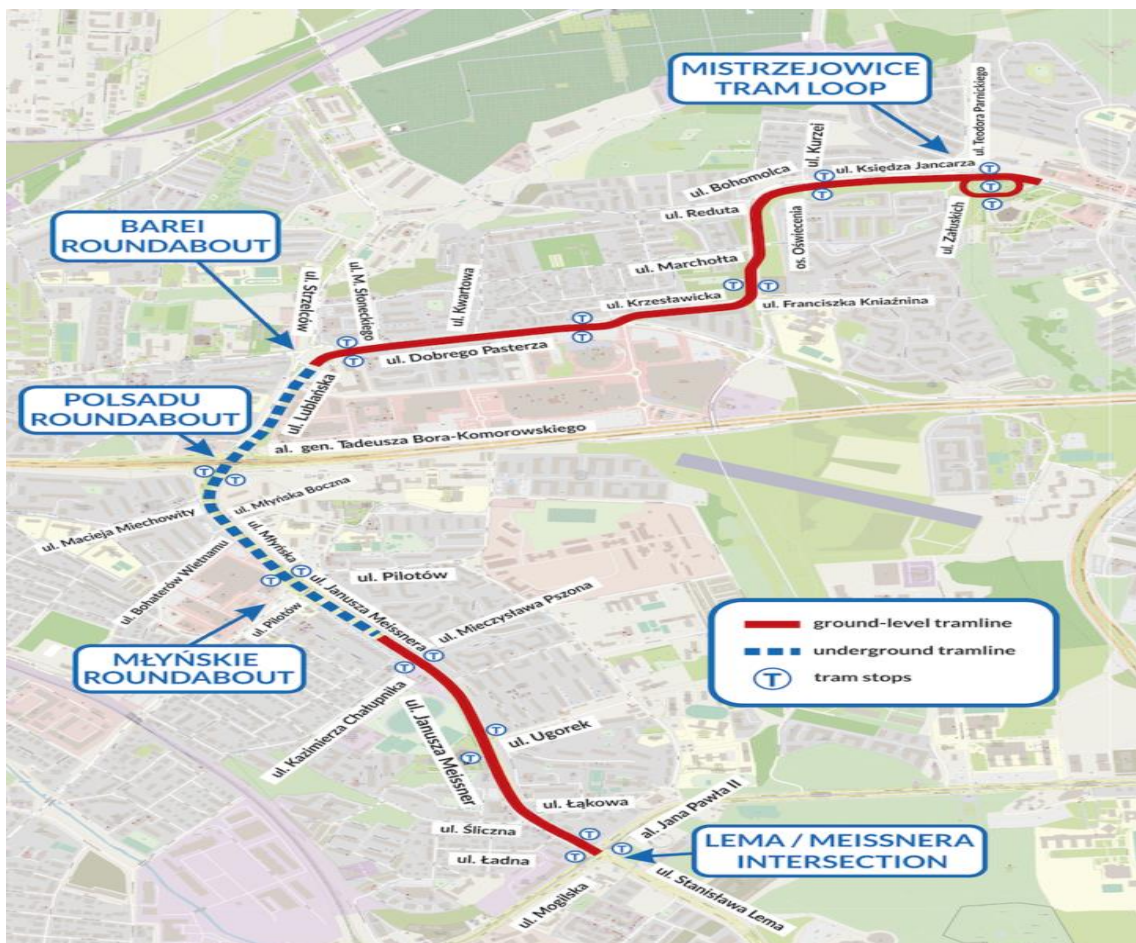 MISTRZEJOWICE
TRAM LOOP
ul. Teodora Parnickiego
ul. Kurzei
ul. Księdza Jancarza
ul. Bohomolca
ul. Reduta
os. Oświecenia
ul. Załuskich
BAREI
ROUNDABOUT
ul. Marchołta
ul. Strzelców
ul. M. Słoneckiego
ul. Kwartowa
ul. Krzesławicka
ul. Franciszka Kniaźnina
ul. Dobrego Pasterza
POLSADU
ROUNDABOUT
ul. Lublańska
al. gen. Tadeusza Bora-Komorowskiego
T
T
T
T
T
T
T
T
T
T
T
ul. Młyńska Boczna
ul. Macieja Miechowity
ul. Młyńska
ul. Bohaterów Wietnamu
ul. Pilotów
ul. Janusza Meissnera
ul. Pilotów
ul. Mieczysława Pszona
MŁYŃSKIE
ROUNDABOUT
T
T
T
T
T
T
ground-level tramline
underground tramline
T tram stops
ul. Kazimierza Chałupnika
ul. Janusza Meissner
ul. Ugorek
ul. Łąkowa
al. Jana Pawła II
ul. Śliczna
ul. Ładna
T
T
T
LEMA / MEISSNERA
INTERSECTION
ul. Mogilska
ul. Stanisława Lema